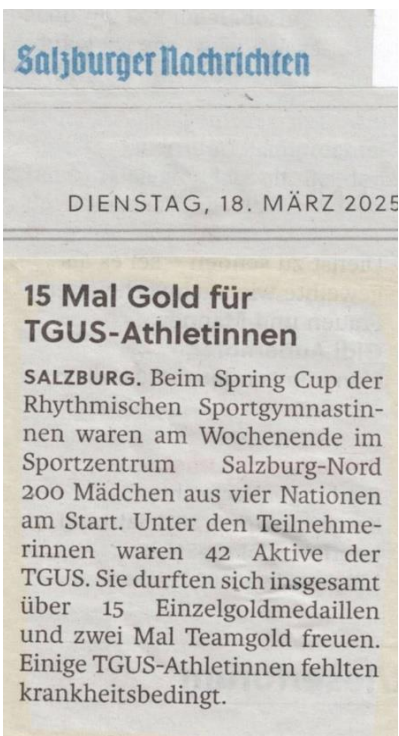 Salzburger Nachrichten
DIENSTAG, 18. MÄRZ 2025
15 Mal Gold für
TGUS-Athletinnen
SALZBURG. Beim Spring Cup der
Rhythmischen Sportgymnastin-
nen waren am Wochenende im
Sportzentrum Salzburg-Nord
200 Mädchen aus vier Nationen
am Start. Unter den Teilnehme-
rinnen waren 42 Aktive der
TGUS. Sie durften sich insgesamt
über 15 Einzelgoldmedaillen
und zwei Mal Teamgold freuen.
Einige TGUS-Athletinnen fehlten
krankheitsbedingt.